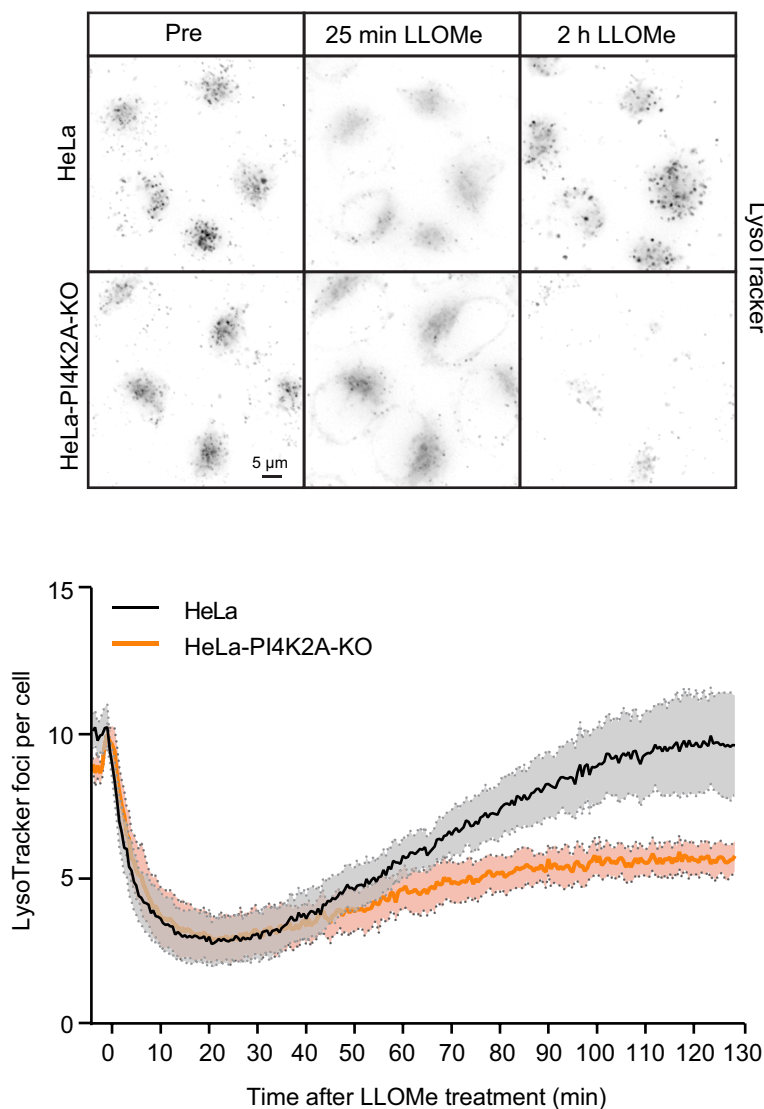 Pre
25 min LLOMe
2 h LLOMe
HeLa
LysoTracker
HeLa-PI4K2A-KO
5 µm
15
10
5
0
LysoTracker foci per cell
HeLa
HeLa-PI4K2A-KO
0 10 20 30 40 50 60 70 80 90 100 110 120 130
Time after LLOMe treatment (min)